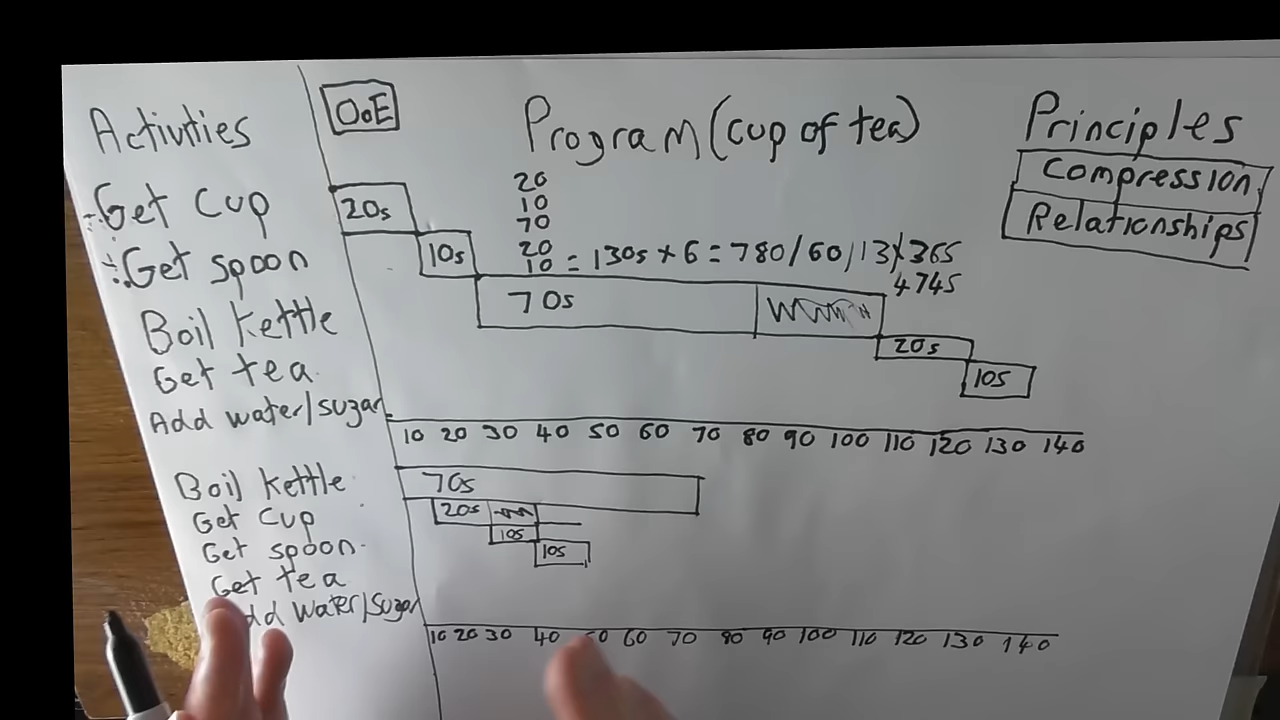 Activties
OoE
Program (cup of tea)
Principles
Compression
Relationships
Get Cup
20s
20
10
70
20
10 = 130s * 6 = 780/60/13 x 365
4745
Get spoon
10s
Boil Kettle
70s
Get tea
20s
Add water/sugar
10s
10 20 30 40 50 60 70 80 90 100 110 120 130 140
Boil Kettle
70s
Get Cup
20s
Get spoon
10s
Get tea
10s
dd Water/Sugar
10 20 30 40 50 60 70 80 90 100 110 120 130 140